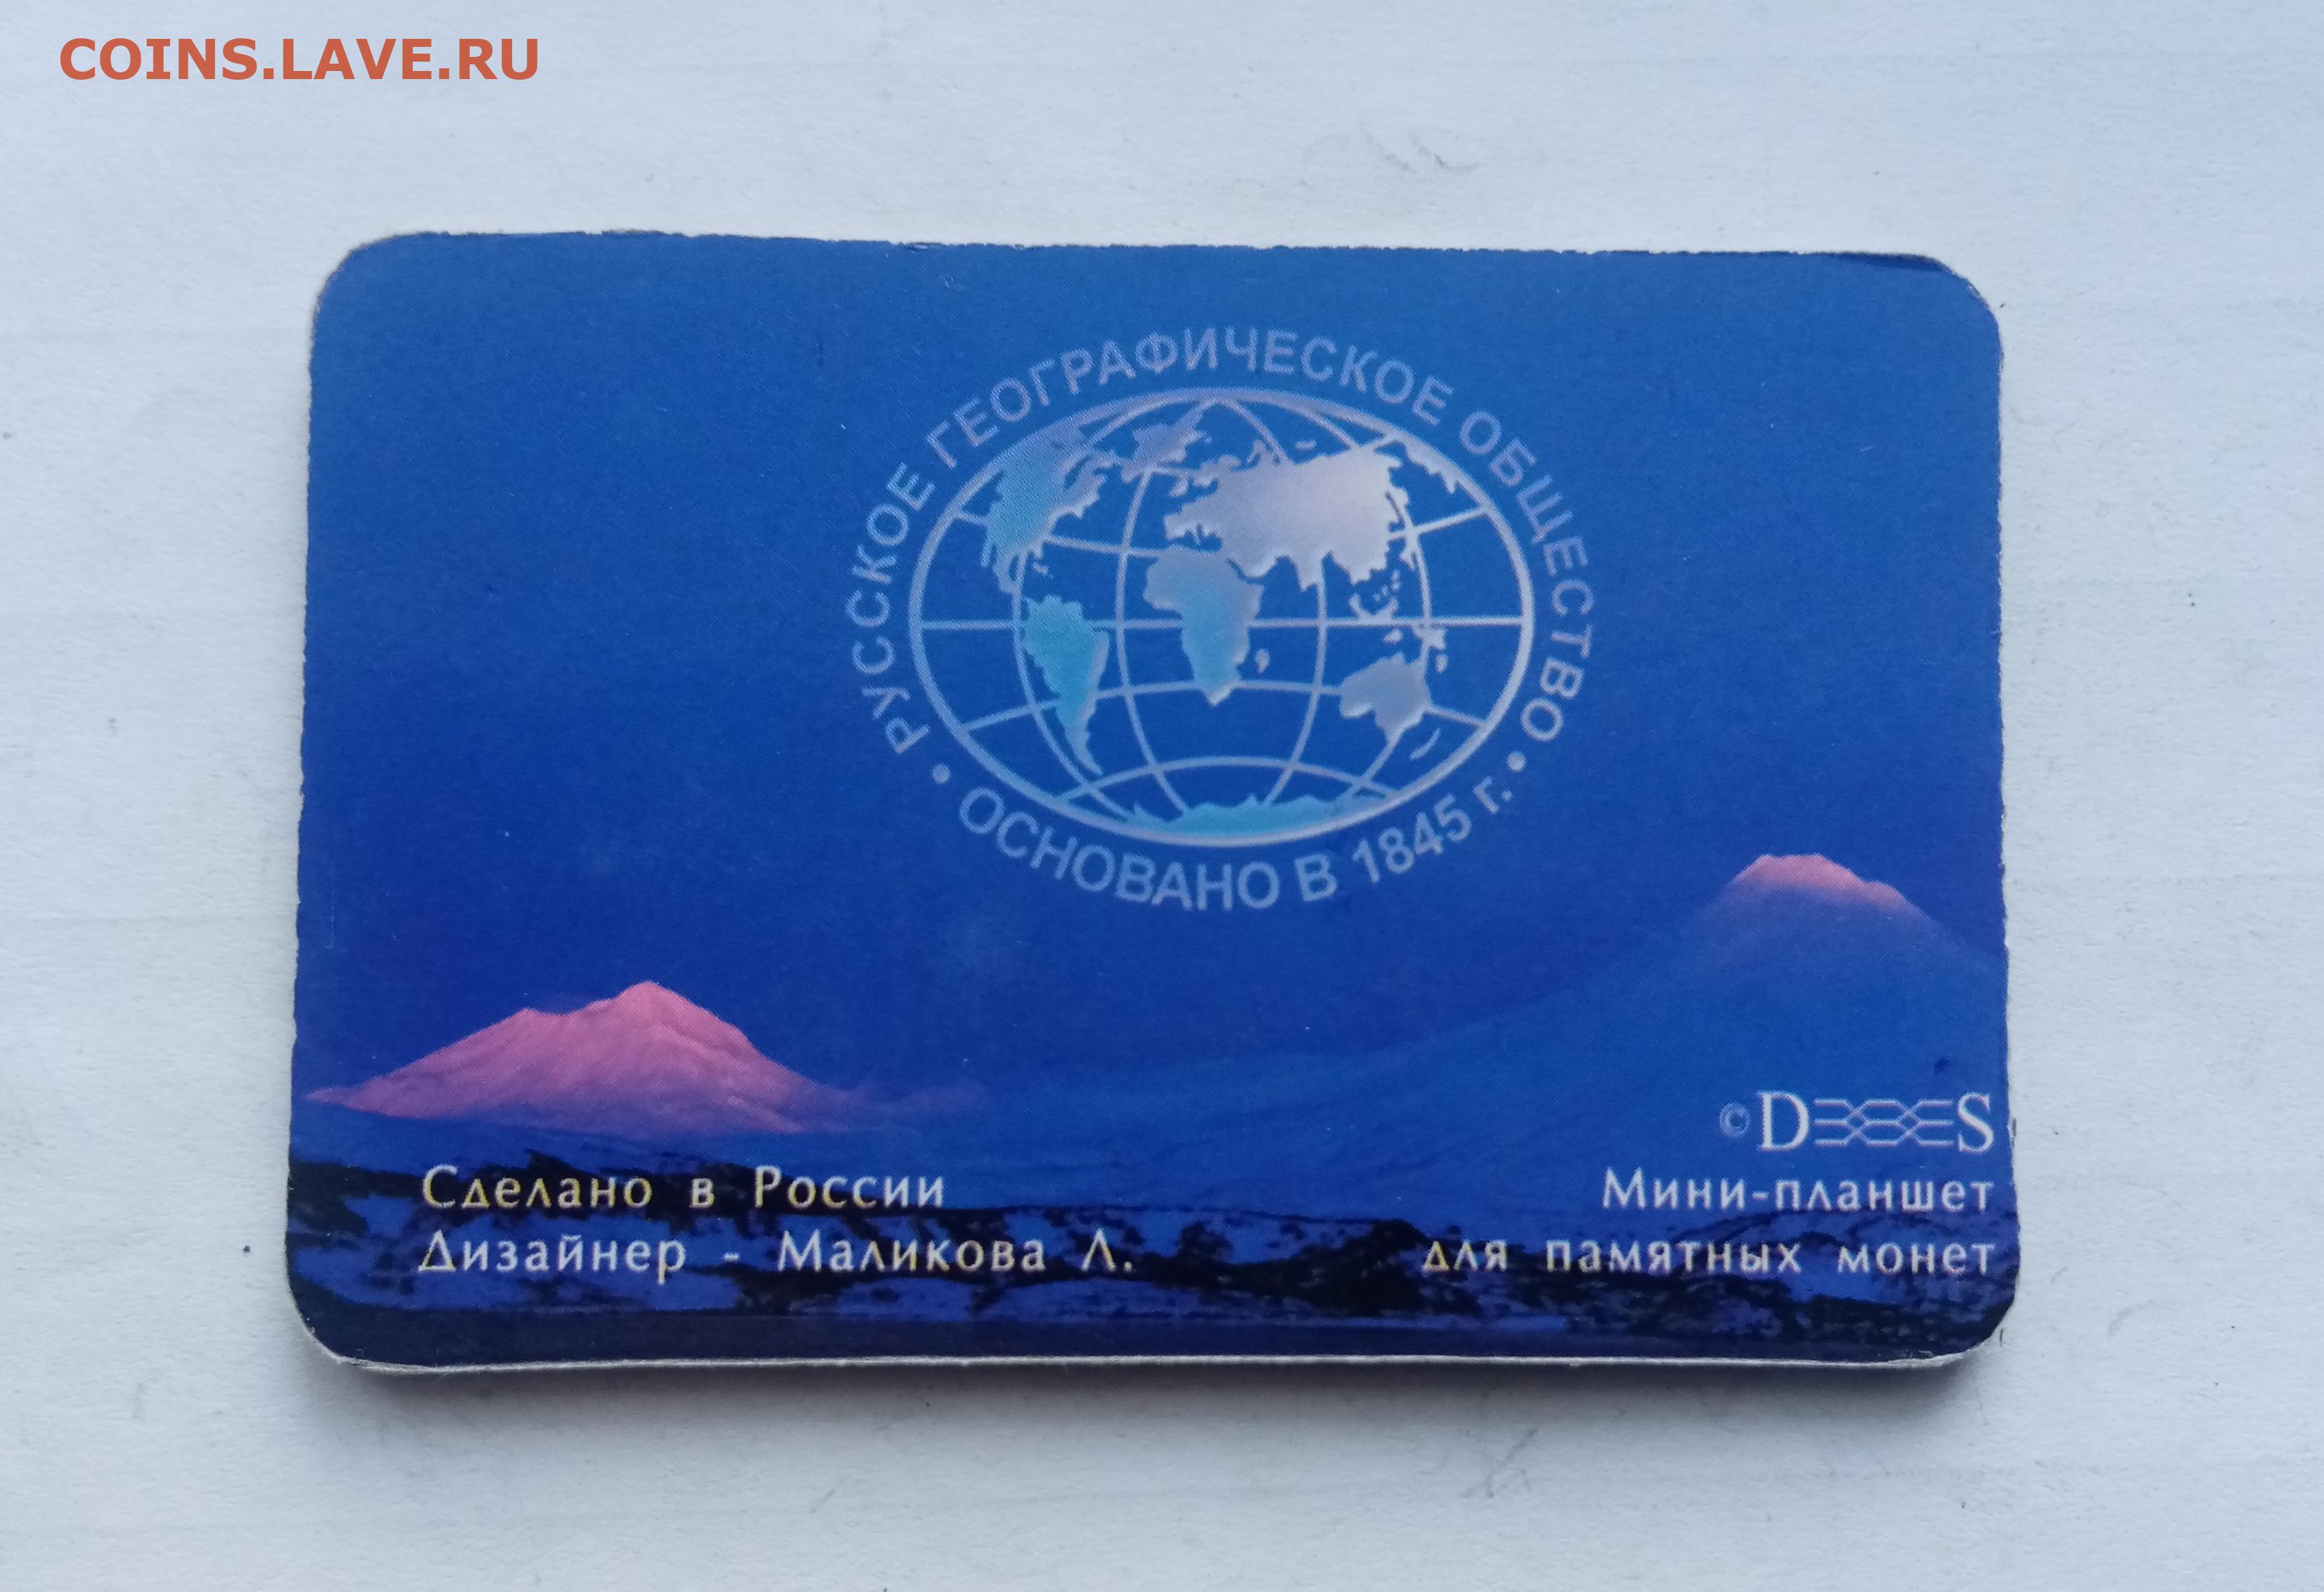 COINS.LAVE.RU
• РУССКОЕ ГЕОГРАФИЧЕСКОЕ ОБЩЕСТВО •
ОСНОВАНО В 1845 г.
© D S
Сделано в России
Дизайнер - Маликова Л.
Мини-планшет
для памятных монет